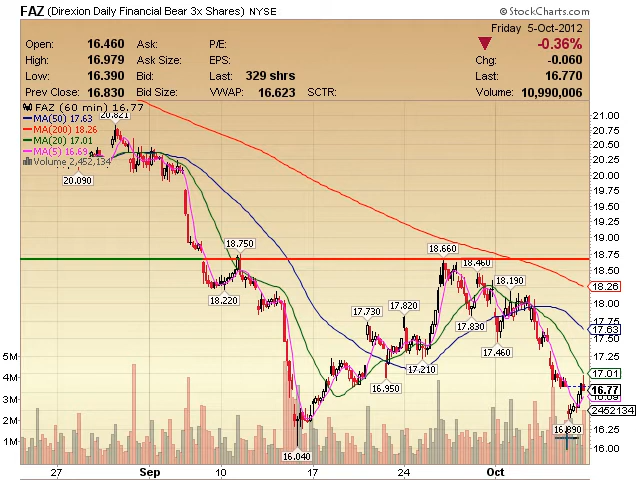 FAZ (Direxion Daily Financial Bear 3x Shares) NYSE © StockCharts.com
Friday 5-Oct-2012
Open: 16.460 Ask: P/E: -0.36%
High: 16.979 Ask Size: EPS: Chg: -0.060
Low: 16.390 Bid: Last: 329 shrs Last: 16.770
Prev Close: 16.830 Bid Size: VWAP: 16.623 SCTR: Volume: 10,990,006
FAZ (60 min) 16.77
MA(50) 17.63
MA(200) 18.26
MA(20) 17.01
MA(5) 16.69
Volume 2,452,134
20.821
20.090
18.750
18.220
16.040
17.730
16.950
17.820
17.210
18.660
18.460
17.830
17.460
18.190
21.00
20.75
20.50
20.25
20.00
19.75
19.50
19.25
19.00
18.75
18.50
18.26
18.00
17.63
17.50
17.25
17.01
16.77
2452134
16.25
16.00
5M
4M
3M
2M
1M
27 Sep 10 17 24 Oct